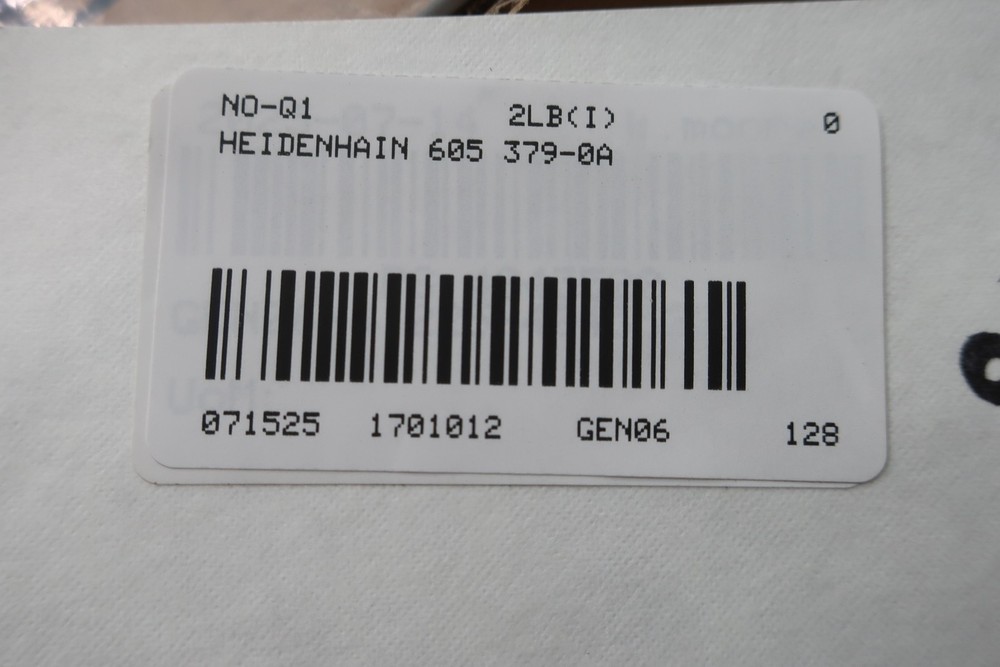 NO-Q1 2LB(I) 0
HEIDENHAIN 605 379-0A
071525 1701012 GEN06 128